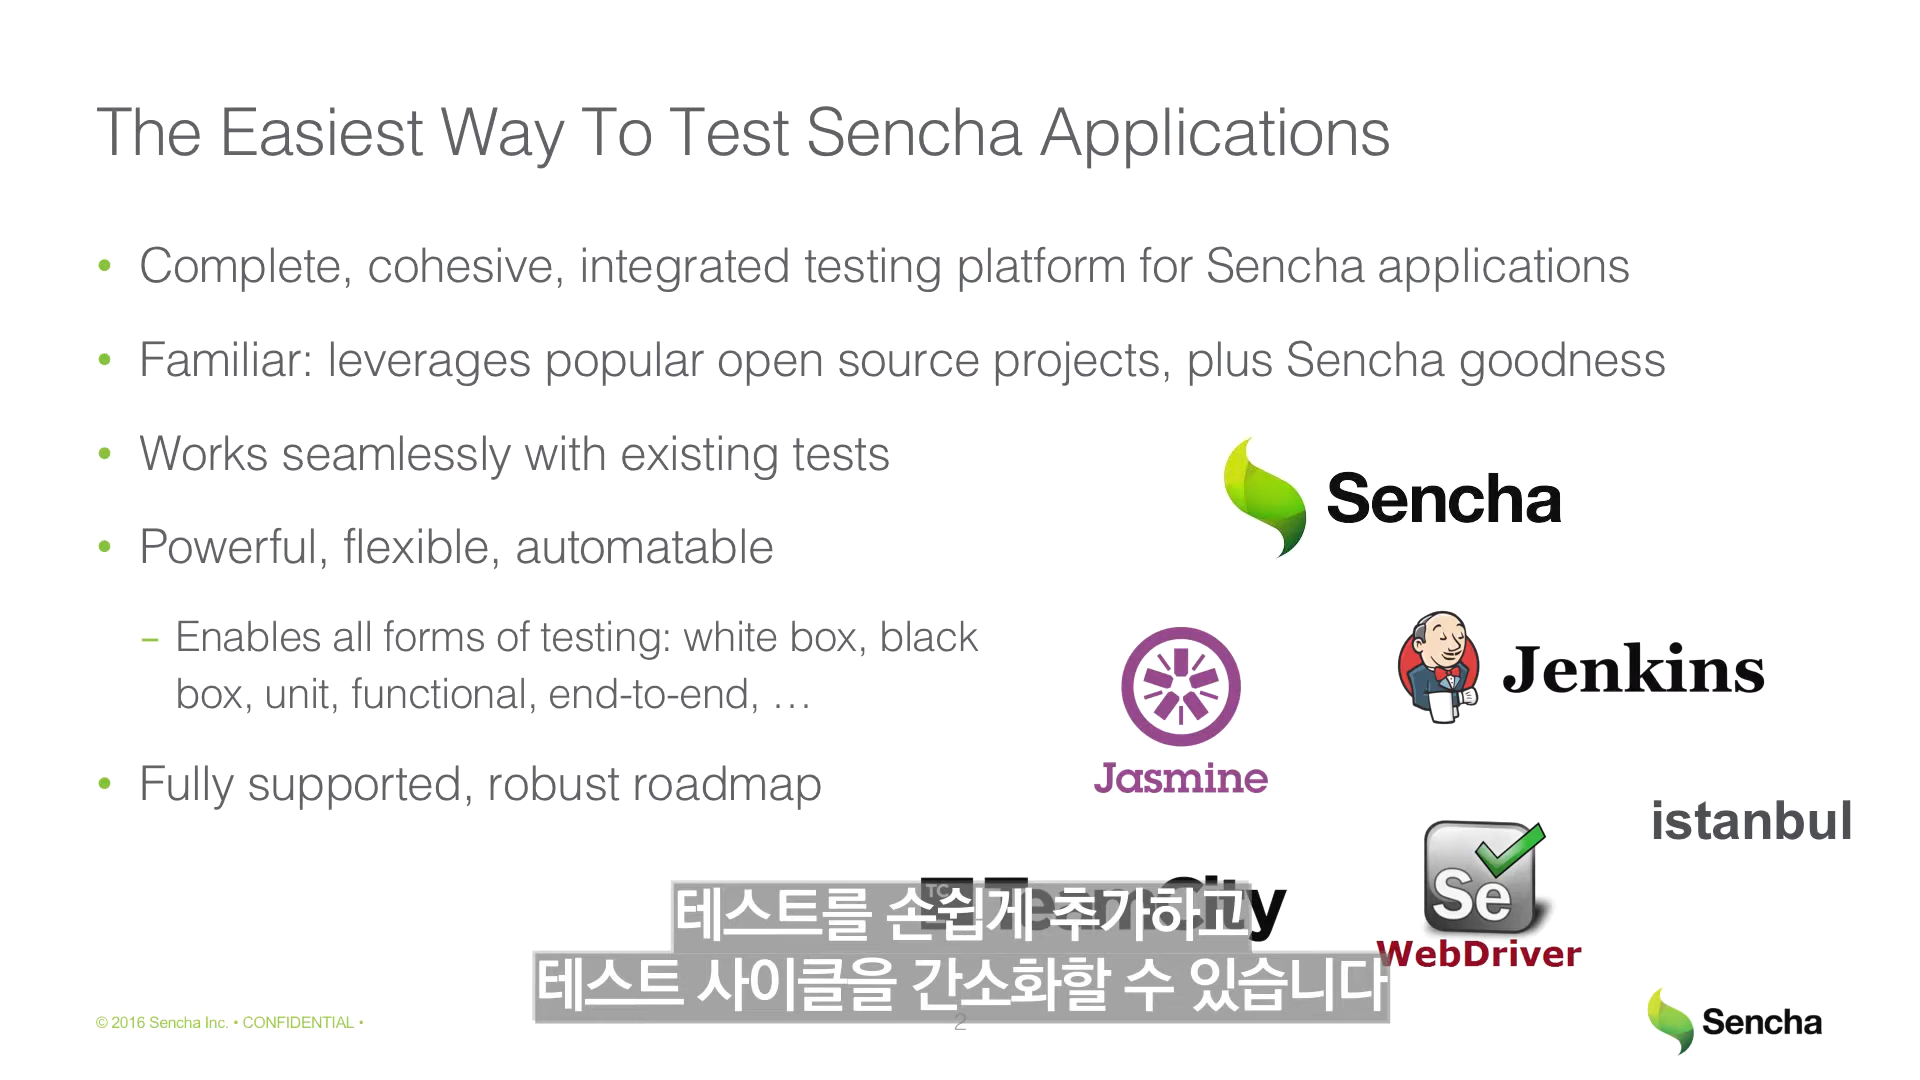 The Easiest Way To Test Sencha Applications
• Complete, cohesive, integrated testing platform for Sencha applications
• Familiar: leverages popular open source projects, plus Sencha goodness
• Works seamlessly with existing tests
• Powerful, flexible, automatable
– Enables all forms of testing: white box, black
box, unit, functional, end-to-end, …
• Fully supported, robust roadmap
Sencha
Jenkins
Jasmine
istanbul
TC TeamCity
Se
WebDriver
테스트를 손쉽게 추가하고
테스트 사이클을 간소화할 수 있습니다
© 2016 Sencha Inc. • CONFIDENTIAL •
2
Sencha